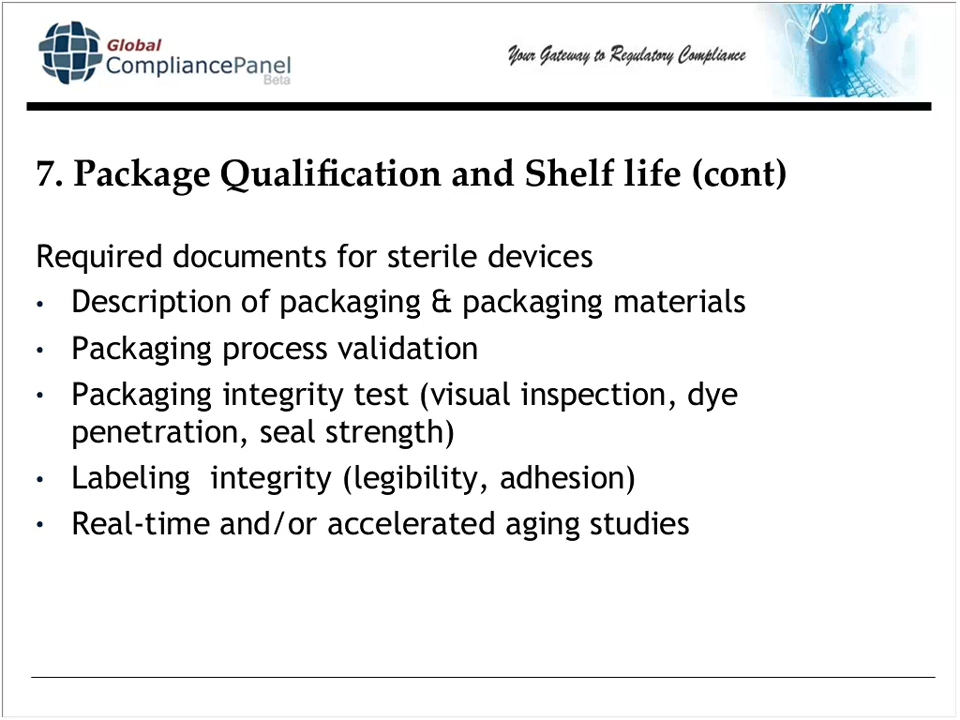 Global
CompliancePanel
Beta
Your Gateway to Regulatory Compliance
7. Package Qualification and Shelf life (cont)
Required documents for sterile devices
• Description of packaging & packaging materials
• Packaging process validation
• Packaging integrity test (visual inspection, dye
penetration, seal strength)
• Labeling  integrity (legibility, adhesion)
• Real-time and/or accelerated aging studies